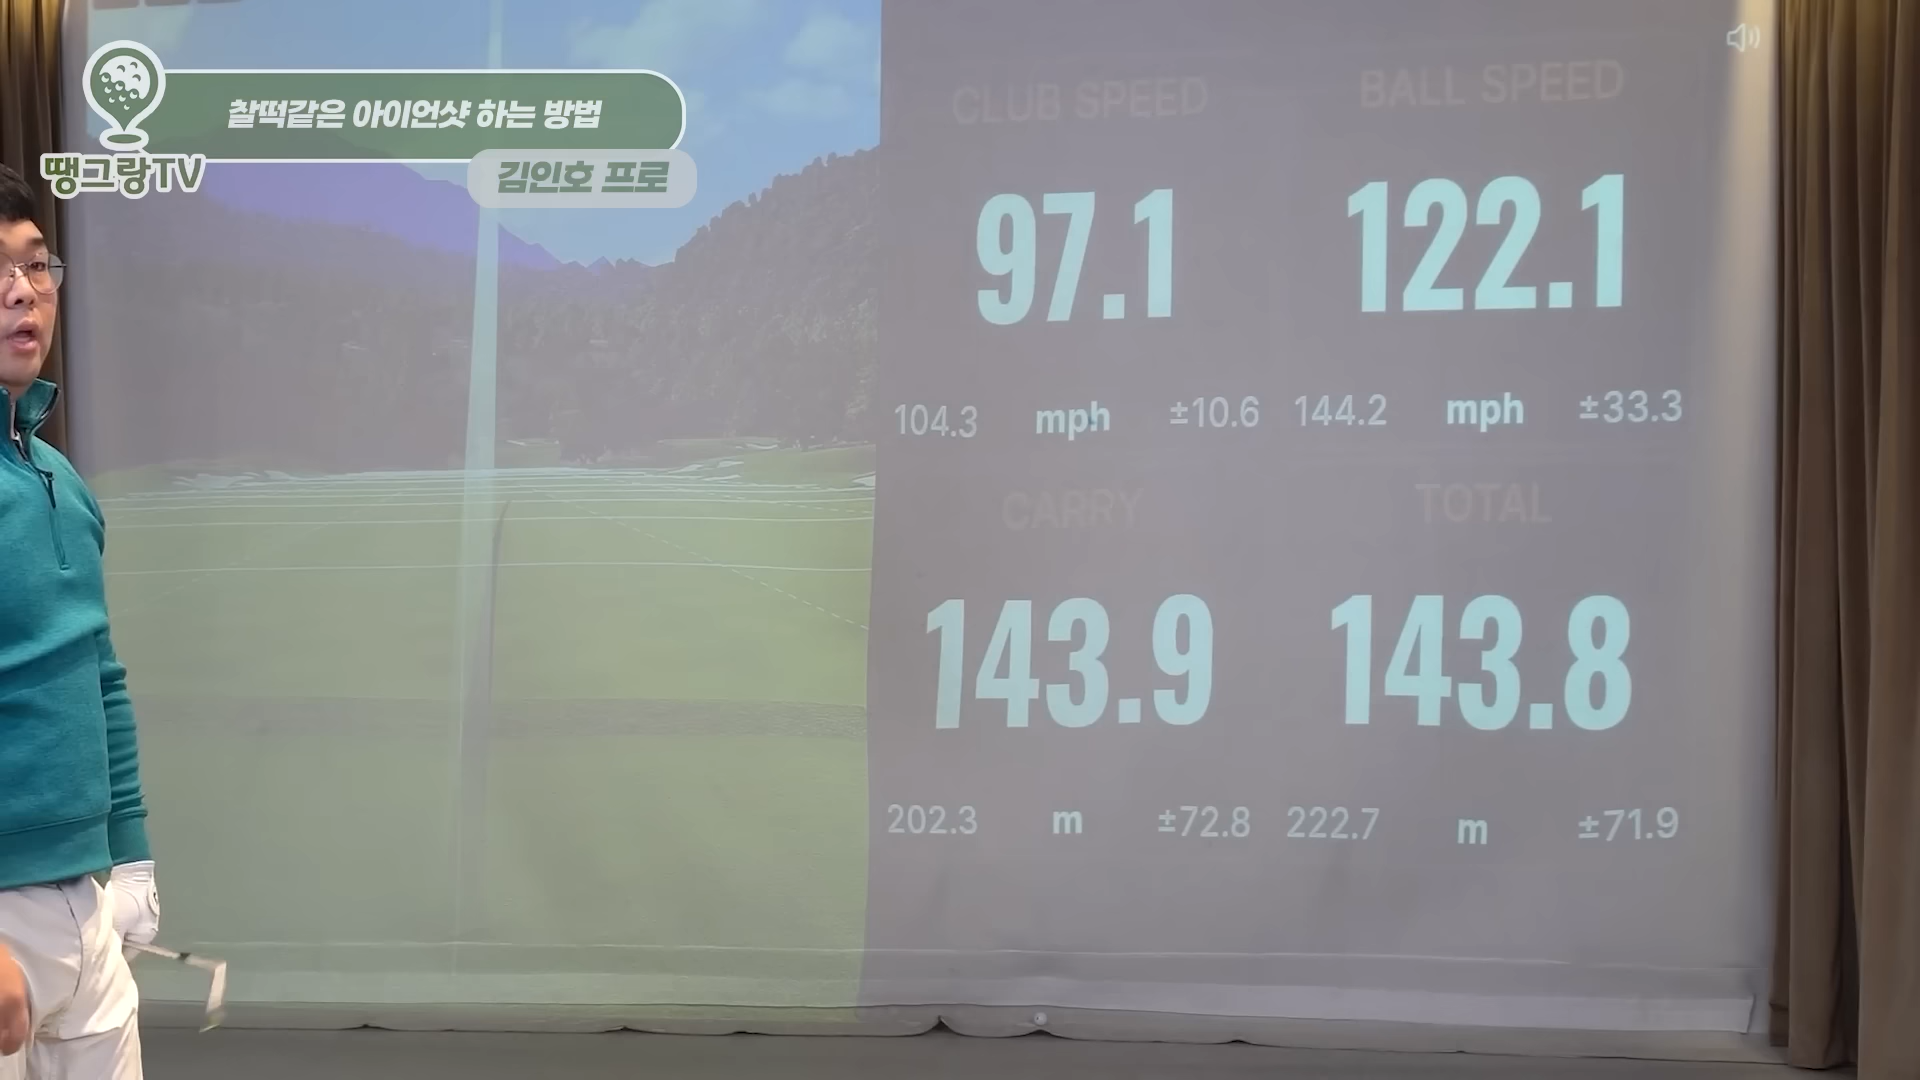 찰떡같은 아이언샷 하는 방법
땡그랑TV
김인호 프로
CLUB SPEED
BALL SPEED
97.1
122.1
104.3 mph ±10.6
144.2 mph ±33.3
CARRY
TOTAL
143.9
143.8
202.3 m ±72.8
222.7 m ±71.9